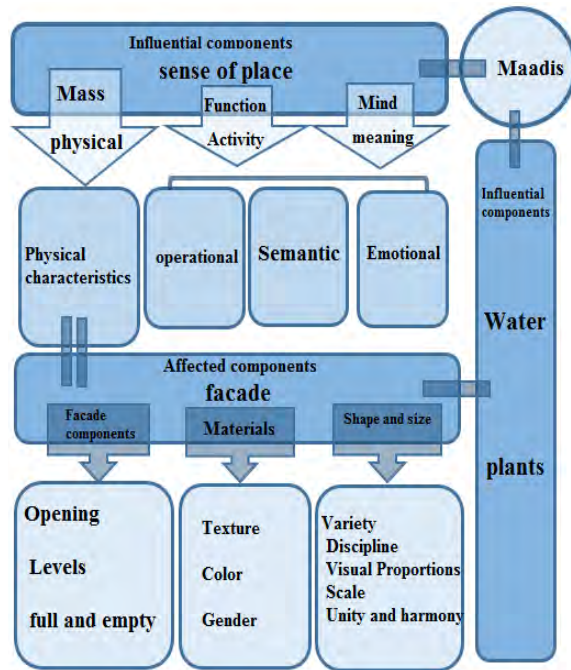 Influential components
sense of place
Maadis
Mass
physical
Function
Activity
Mind
meaning
Influential
components
Water
plants
Physical
characteristics
operational
Semantic
Emotional
Affected components
facade
Facade
components
Materials
Shape and size
Opening
Levels
full and empty
Texture
Color
Gender
Variety
Discipline
Visual Proportions
Scale
Unity and harmony